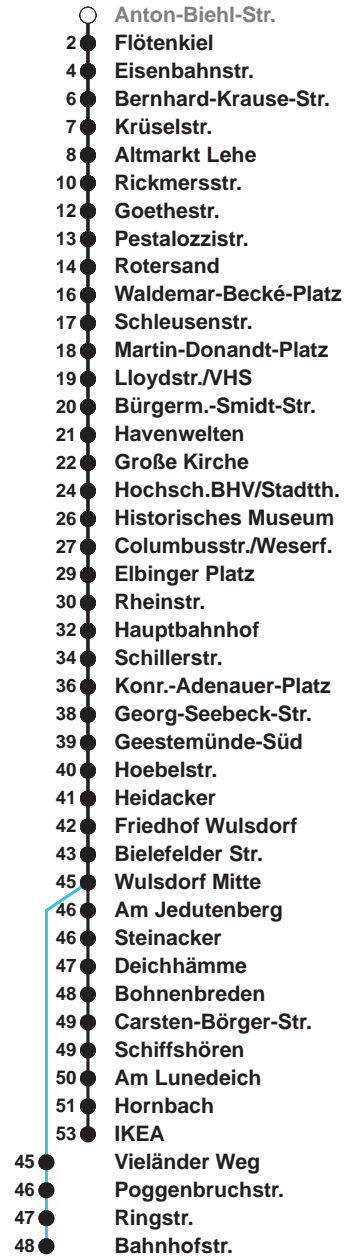 Anton-Biehl-Str.
2 Flötenkiel
4 Eisenbahnstr.
6 Bernhard-Krause-Str.
7 Krüselstr.
8 Altmarkt Lehe
10 Rickmersstr.
12 Goethestr.
13 Pestalozzistr.
14 Rotersand
16 Waldemar-Becké-Platz
17 Schleusenstr.
18 Martin-Donandt-Platz
19 Lloydstr./VHS
20 Bürgerm.-Smidt-Str.
21 Havenwelten
22 Große Kirche
24 Hochsch.BHV/Stadtth.
26 Historisches Museum
27 Columbusstr./Weserf.
29 Elbinger Platz
30 Rheinstr.
32 Hauptbahnhof
34 Schillerstr.
36 Konr.-Adenauer-Platz
38 Georg-Seebeck-Str.
39 Geestemünde-Süd
40 Hoebelstr.
41 Heidacker
42 Friedhof Wulsdorf
43 Bielefelder Str.
45 Wulsdorf Mitte
46 Am Jedutenberg
46 Steinacker
47 Deichhämme
48 Bohnenbreden
49 Carsten-Börger-Str.
49 Schiffshören
50 Am Lunedeich
51 Hornbach
53 IKEA
45 Vieländer Weg
46 Poggenbruchstr.
47 Ringstr.
48 Bahnhofstr.